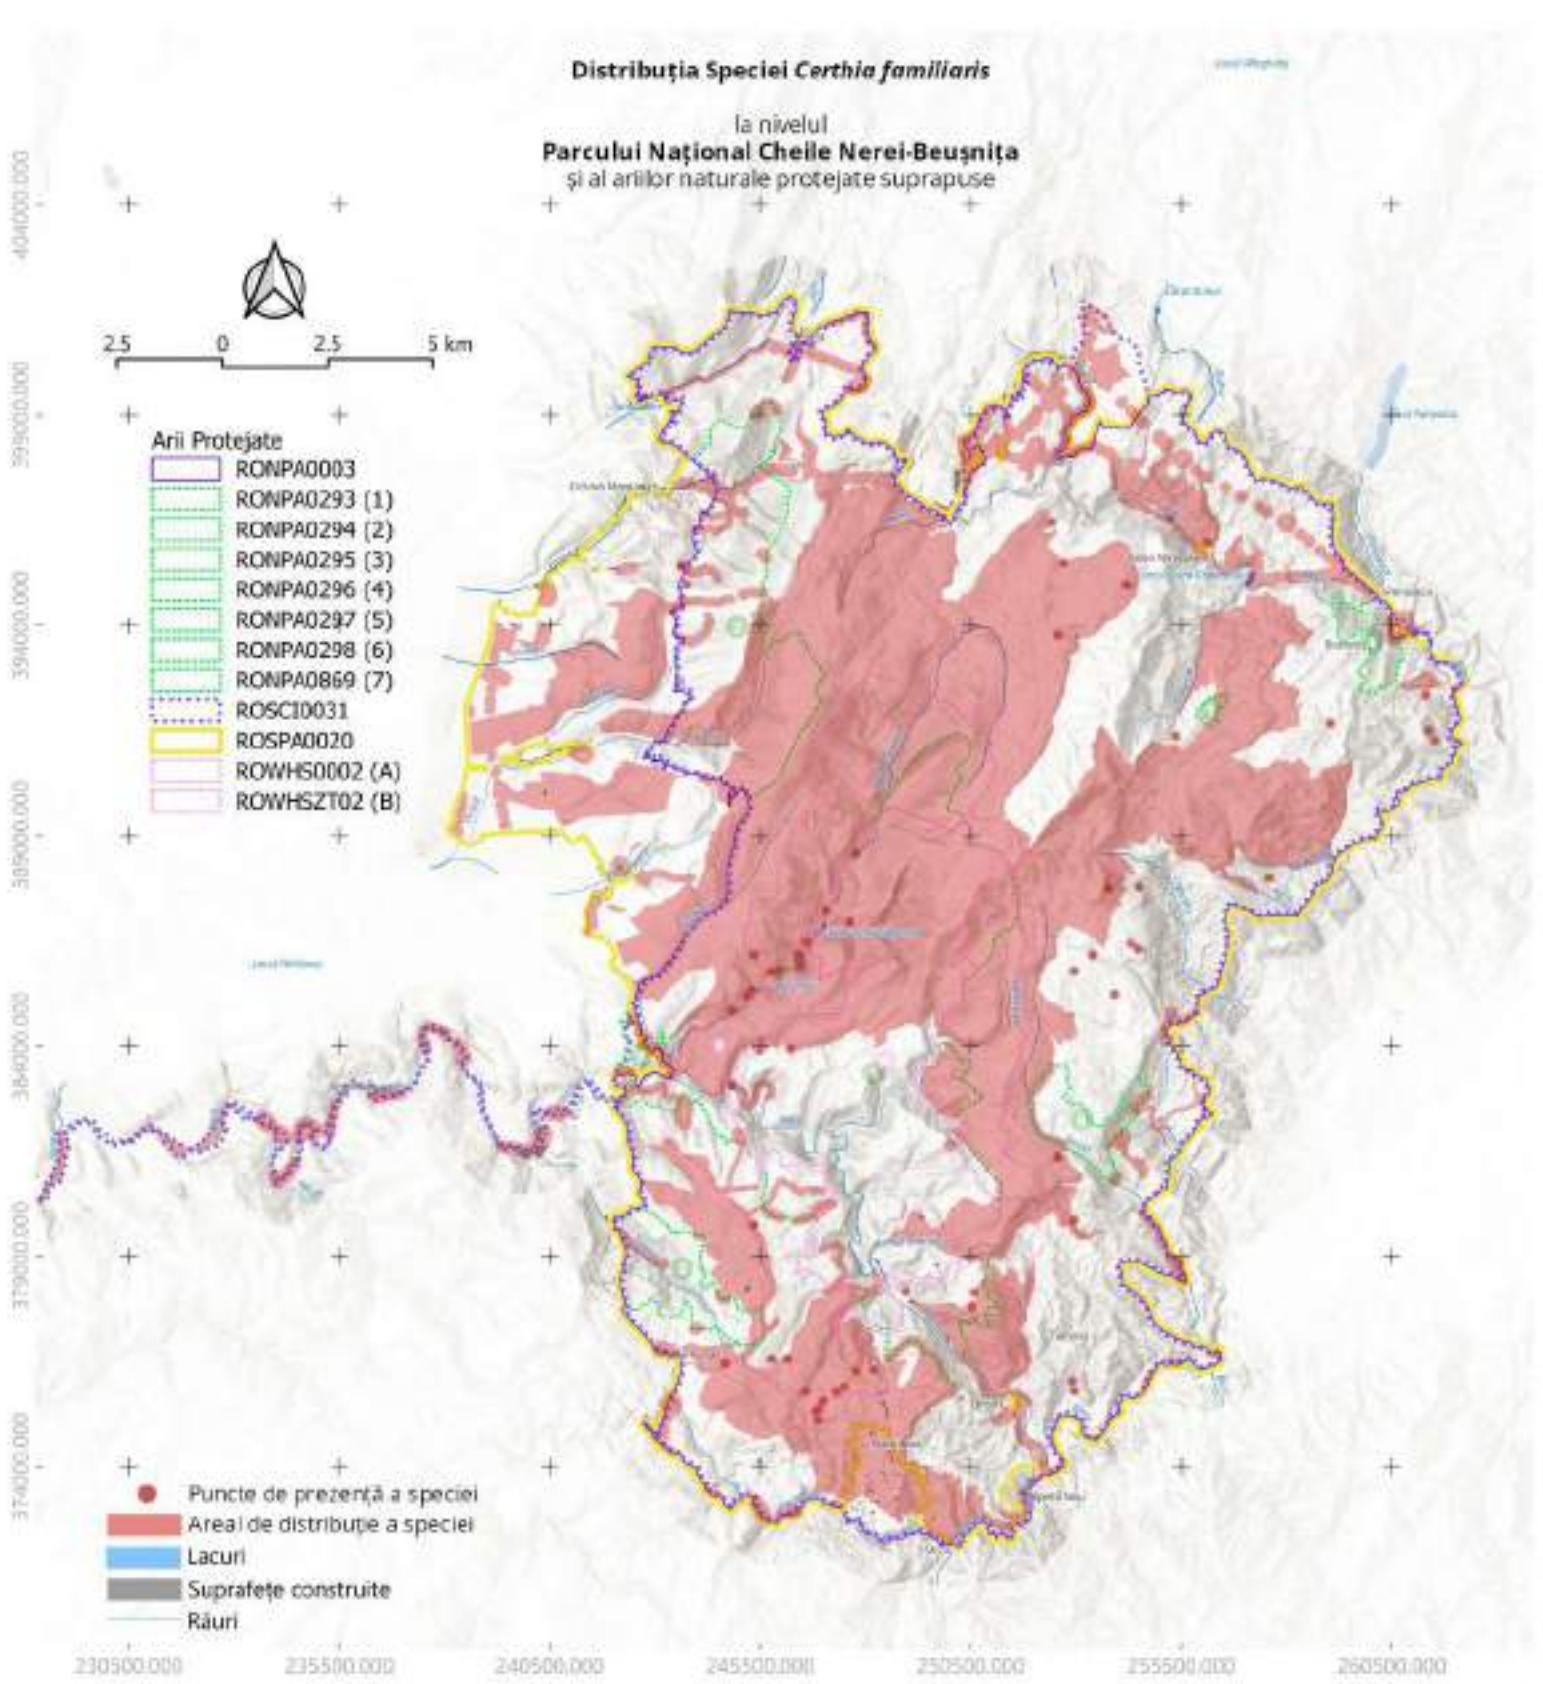 Distribuția Speciei Certhia familiaris
la nivelul
Parcului Național Cheile Nerei-Beușnița
și al ariilor naturale protejate suprapuse
404000.000
399000.000
394000.000
389000.000
384000.000
379000.000
374000.000
2.5 0 2.5 5 km
Arii Protejate
RONPA0003
RONPA0293 (1)
RONPA0294 (2)
RONPA0295 (3)
RONPA0296 (4)
RONPA0297 (5)
RONPA0298 (6)
RONPA0869 (7)
ROSCI0031
ROSPA0020
ROWHS0002 (A)
ROWHSZT02 (B)
Puncte de prezență a speciei
Areal de distribuție a speciei
Lacuri
Suprafețe construite
Râuri
230500.000 235500.000 240500.000 245500.000 250500.000 255500.000 260500.000